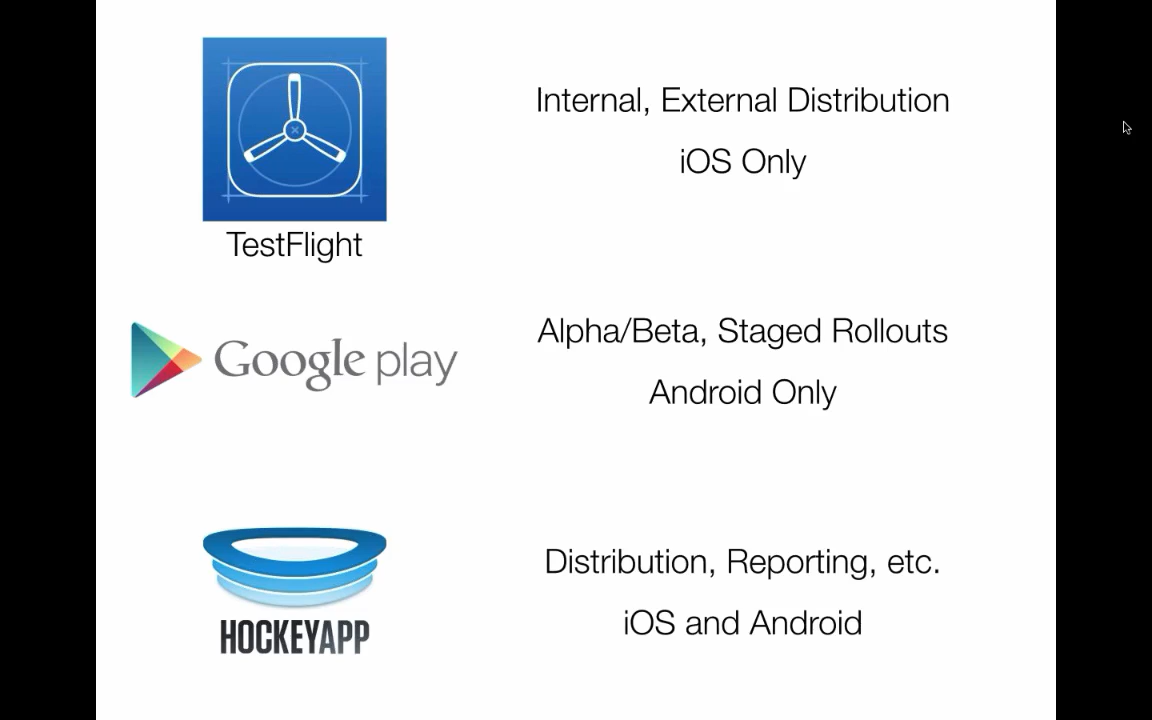 Internal, External Distribution
iOS Only
TestFlight
Google play
Alpha/Beta, Staged Rollouts
Android Only
Distribution, Reporting, etc.
iOS and Android
HOCKEYAPP